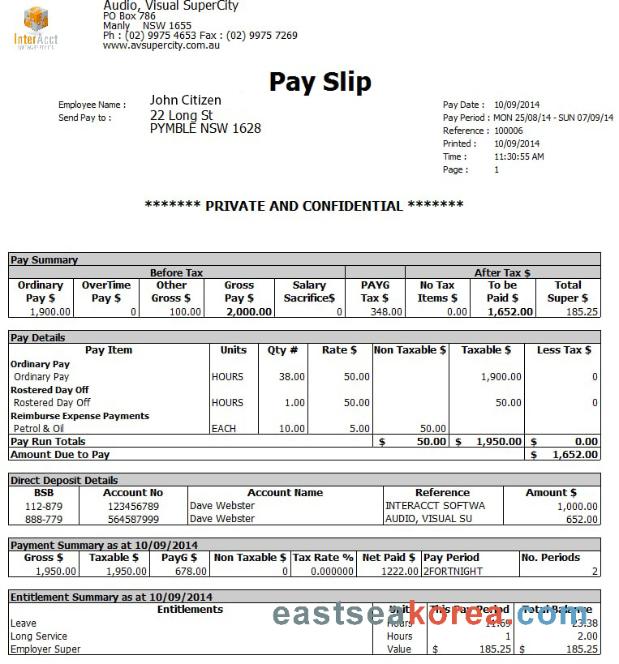 InterAcct
Audio, Visual SuperCity
PO Box 786
Manly NSW 1655
Ph : (02) 9975 4653 Fax : (02) 9975 7269
www.avsupercity.com.au
Pay Slip
Employee Name : John Citizen
Send Pay to : 22 Long St
PYMBLE NSW 1628
Pay Date : 10/09/2014
Pay Period : MON 25/08/14 - SUN 07/09/14
Reference : 100006
Printed : 10/09/2014
Time : 11:30:55 AM
Page : 1
******* PRIVATE AND CONFIDENTIAL *******
Pay Summary
Before Tax After Tax $
Ordinary Pay $ OverTime Pay $ Other Gross $ Gross Pay $ Salary Sacrifice$ PAYG Tax $ No Tax Items $ To be Paid $ Total Super $
1,900.00 0 100.00 2,000.00 0 348.00 0.00 1,652.00 185.25
Pay Details
Pay Item Units Qty # Rate $ Non Taxable $ Taxable $ Less Tax $
Ordinary Pay
Ordinary Pay HOURS 38.00 50.00 1,900.00 0
Rostered Day Off
Rostered Day Off HOURS 1.00 50.00 50.00 0
Reimburse Expense Payments
Petrol & Oil EACH 10.00 5.00 50.00
Pay Run Totals $ 50.00 $ 1,950.00 $ 0.00
Amount Due to Pay $ 1,652.00
Direct Deposit Details
BSB Account No Account Name Reference Amount $
112-879 123456789 Dave Webster INTERACCT SOFTWA 1,000.00
888-779 564587999 Dave Webster AUDIO, VISUAL SU 652.00
Payment Summary as at 10/09/2014
Gross $ Taxable $ PayG $ Non Taxable $ Tax Rate % Net Paid $ Pay Period No. Periods
1,950.00 1,950.00 678.00 0 0.000000 1222.00 2FORTNIGHT 2
Entitlement Summary as at 10/09/2014
Entitlements Units This Pay Period Total Balance
eastseakorea.com
Leave Hours 11.69 23.38
Long Service Hours 1 2.00
Employer Super Value $ 185.25 $ 185.25